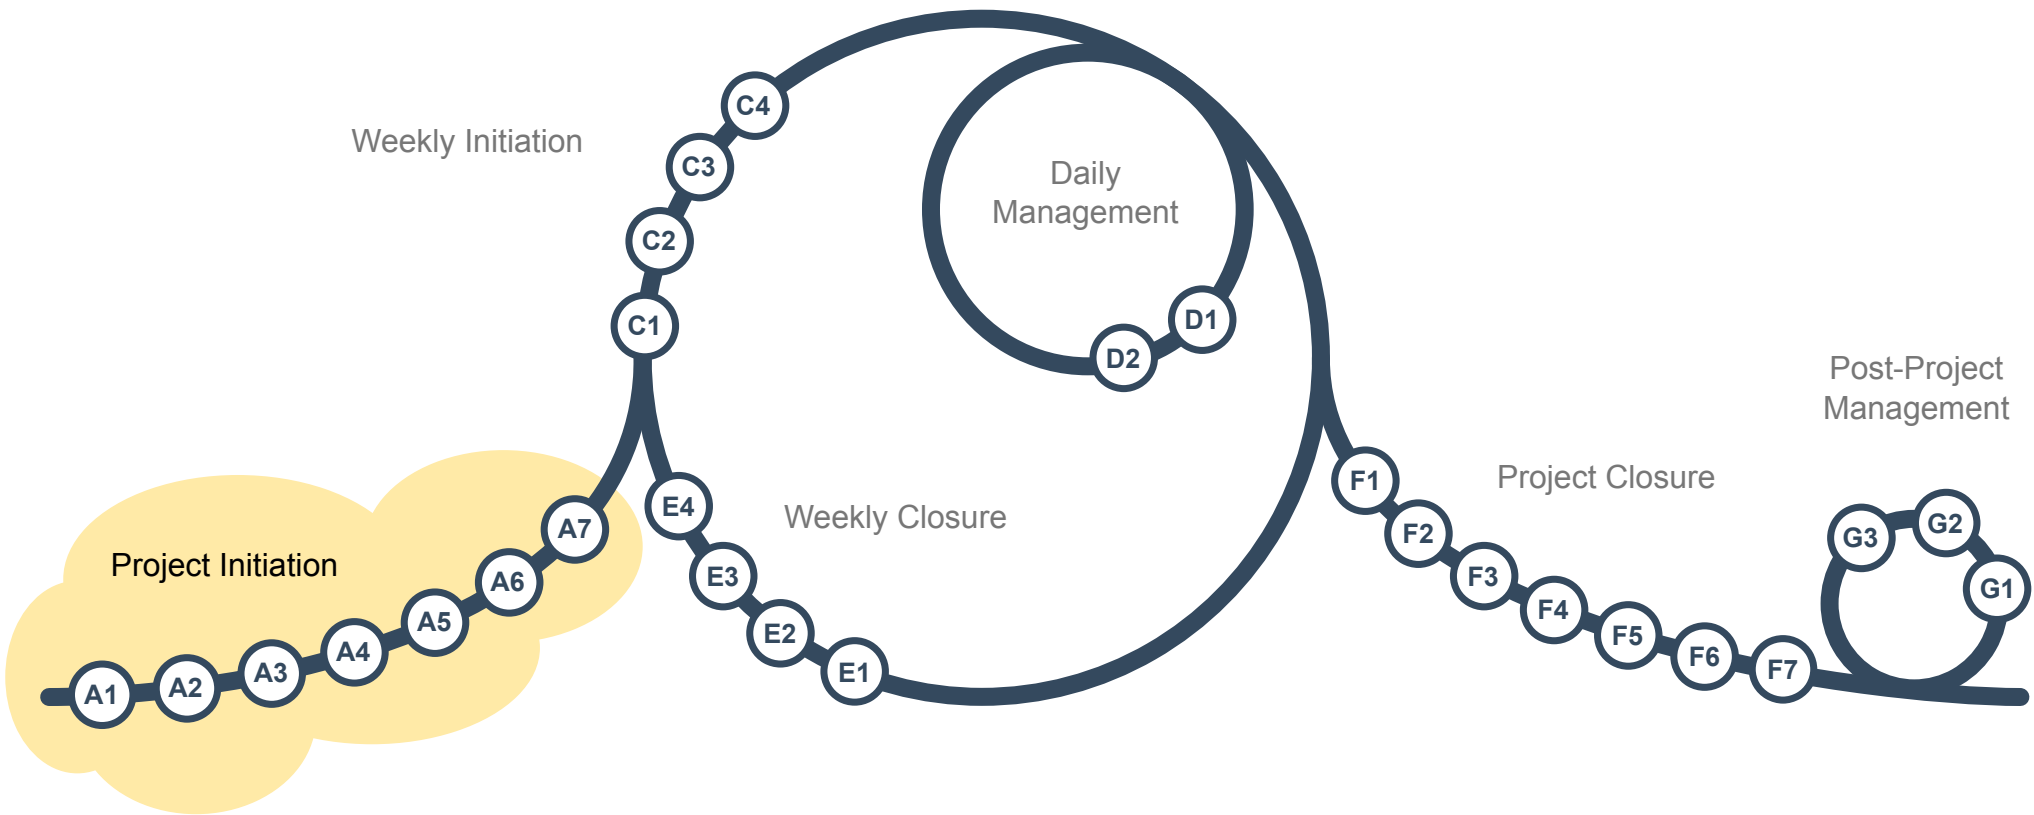 Weekly Initiation
Daily
Management
Post-Project
Management
Project Closure
Weekly Closure
Project Initiation
A1
A2
A3
A4
A5
A6
A7
C1
C2
C3
C4
D1
D2
E1
E2
E3
E4
F1
F2
F3
F4
F5
F6
F7
G1
G2
G3